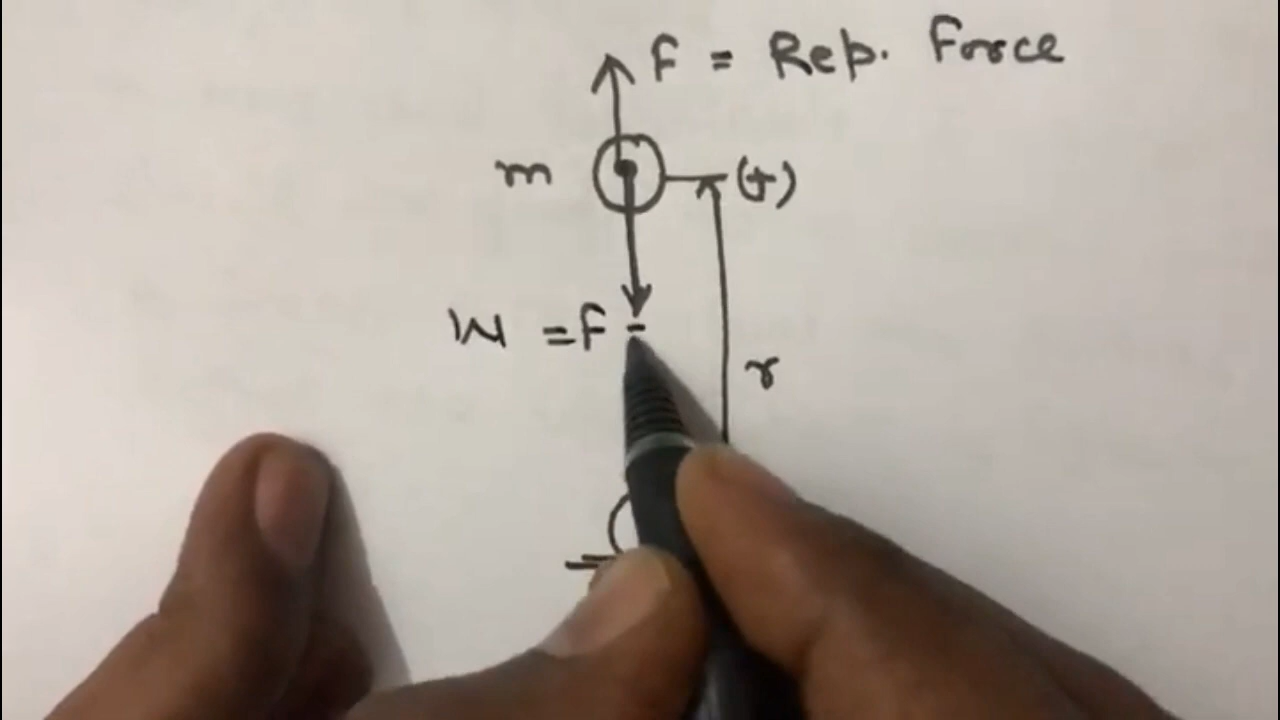 F = Rep. Force
m (+)
W = F =
r